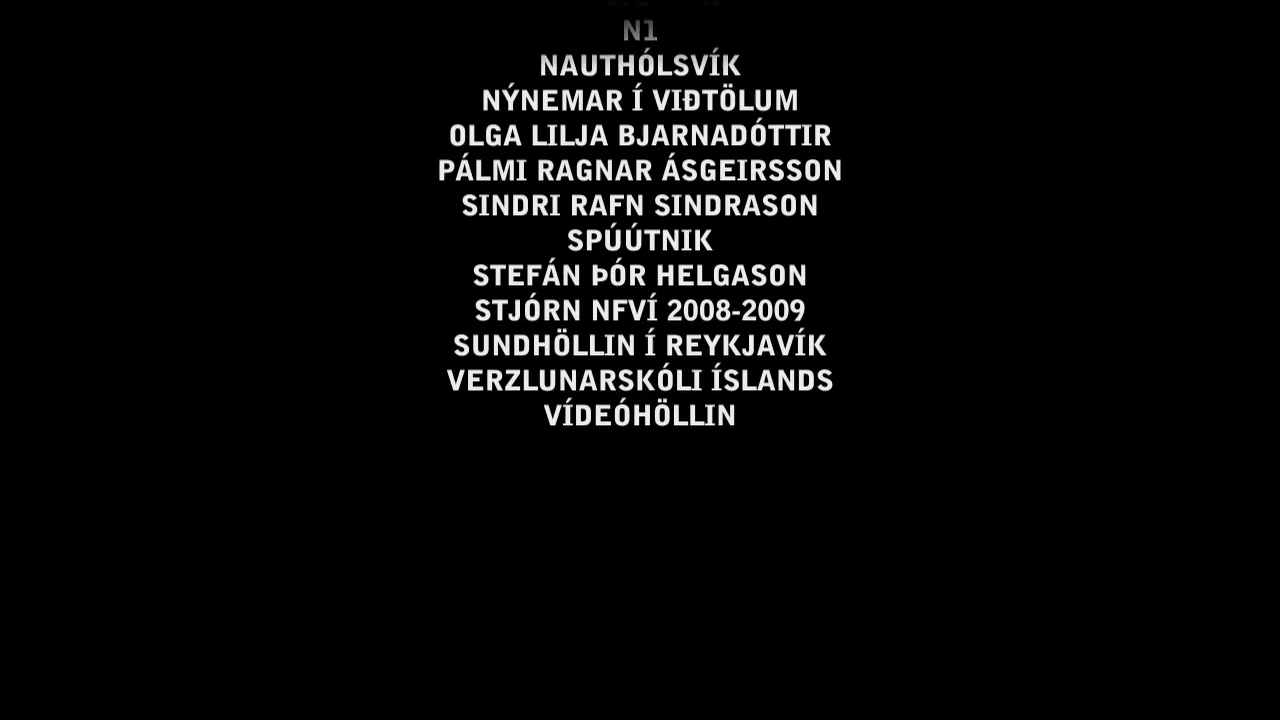 N1
NAUTHÓLSVÍK
NÝNEMAR Í VIÐTÖLUM
OLGA LILJA BJARNADÓTTIR
PÁLMI RAGNAR ÁSGEIRSSON
SINDRI RAFN SINDRASON
SPÚÚTNIK
STEFÁN ÞÓR HELGASON
STJÓRN NFVÍ 2008-2009
SUNDHÖLLIN Í REYKJAVÍK
VERZLUNARSKÓLI ÍSLANDS
VÍDEÓHÖLLIN